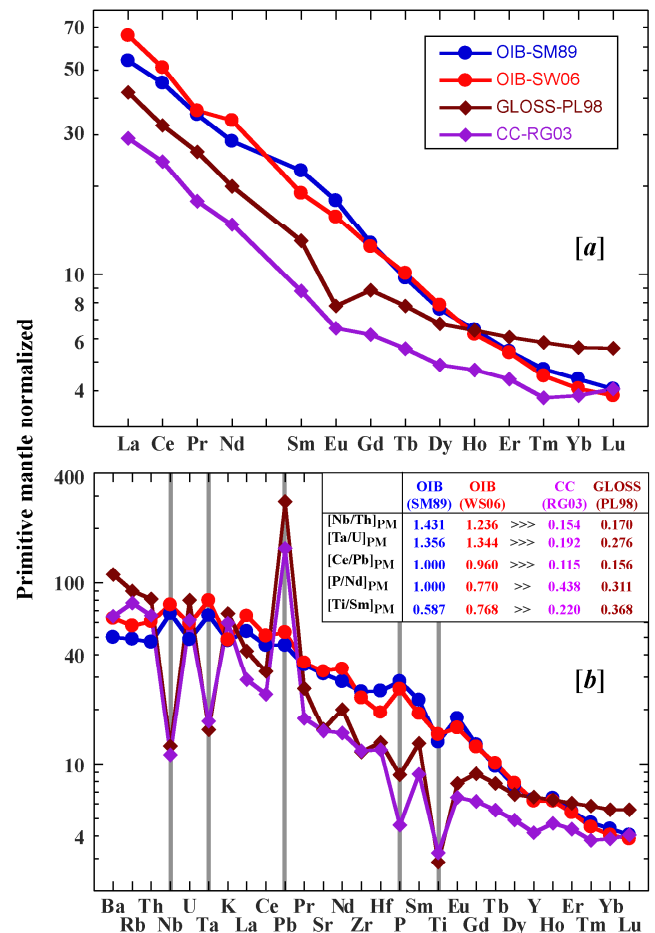 Primitive mantle normalized
70
50
30
10
8
6
4
OIB-SM89
OIB-SW06
GLOSS-PL98
CC-RG03
[a]
La Ce Pr Nd Sm Eu Gd Tb Dy Ho Er Tm Yb Lu
400
100
40
10
4
OIB OIB CC GLOSS
(SM89) (WS06) (RG03) (PL98)
[Nb/Th]PM 1.431 1.236 >>> 0.154 0.170
[Ta/U]PM 1.356 1.344 >>> 0.192 0.276
[Ce/Pb]PM 1.000 0.960 >>> 0.115 0.156
[P/Nd]PM 1.000 0.770 >> 0.438 0.311
[Ti/Sm]PM 0.587 0.768 >> 0.220 0.368
[b]
Ba Th U K Ce Pr Nd Hf Sm Eu Tb Y Er Yb
Rb Nb Ta La Pb Sr Zr P Ti Gd Dy Ho Tm Lu